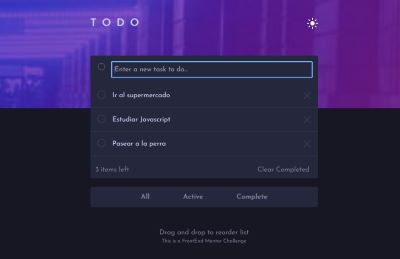 TODO
Enter a new task to do...
Ir al supermercado
Estudiar Javascript
Pasear a la perra
3 items left
Clear Completed
All
Active
Complete
Drag and drop to reorder list
This is a FrontEnd Mentor Challenge